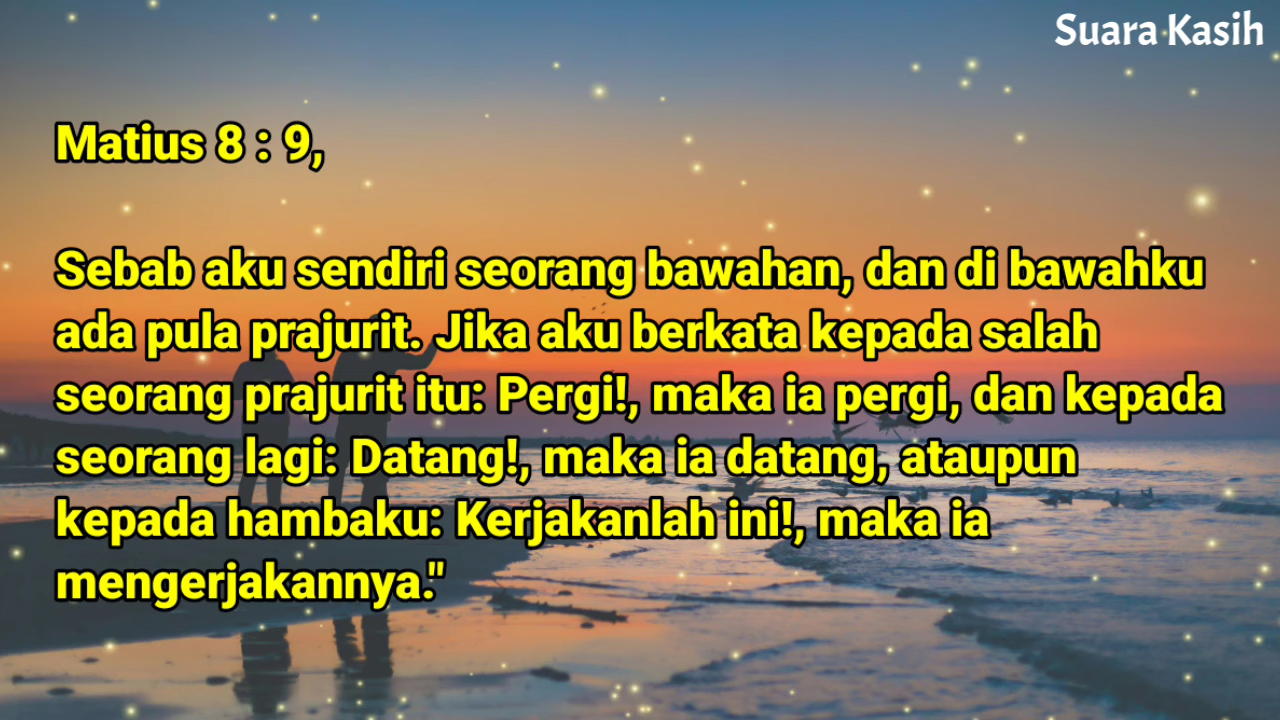 Suara Kasih
Matius 8 : 9,
Sebab aku sendiri seorang bawahan, dan di bawahku
ada pula prajurit. Jika aku berkata kepada salah
seorang prajurit itu: Pergi!, maka ia pergi, dan kepada
seorang lagi: Datang!, maka ia datang, ataupun
kepada hambaku: Kerjakanlah ini!, maka ia
mengerjakannya."